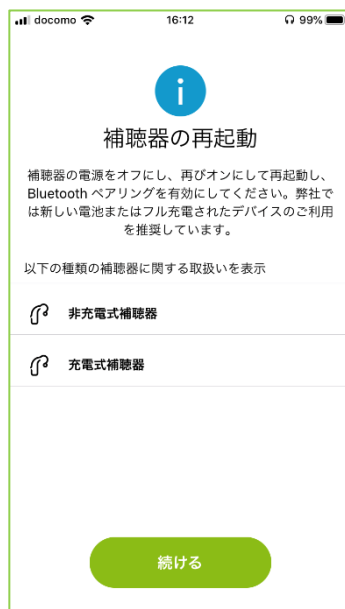 docomo 16:12 99%
i
補聴器の再起動
補聴器の電源をオフにし、再びオンにして再起動し、
Bluetooth ペアリングを有効にしてください。弊社で
は新しい電池またはフル充電されたデバイスのご利用
を推奨しています。
以下の種類の補聴器に関する取扱いを表示
非充電式補聴器
充電式補聴器
続ける